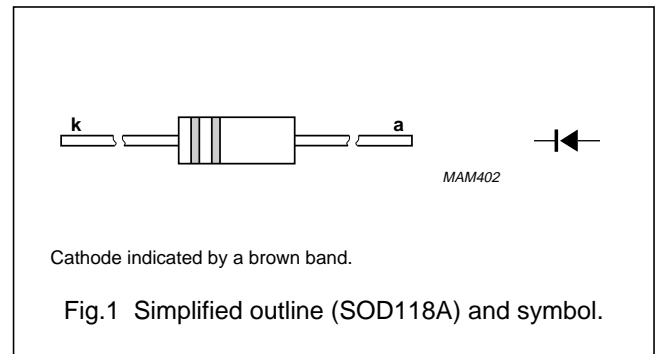 k
a
MAM402
Cathode indicated by a brown band.
Fig.1 Simplified outline (SOD118A) and symbol.